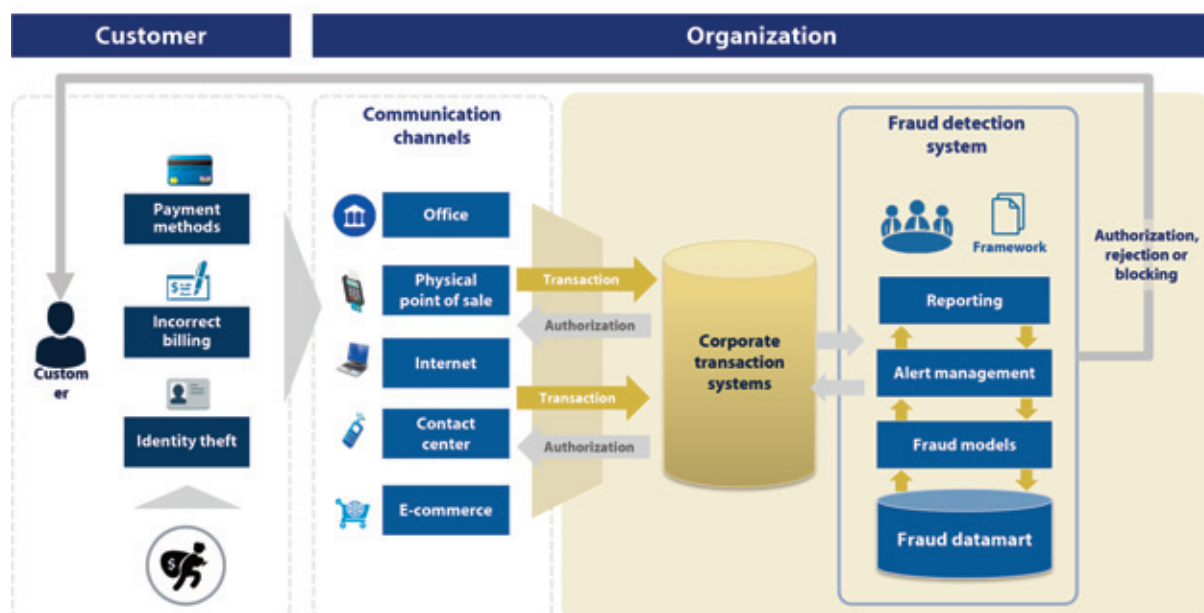 Customer
Organization
Communication
channels
Fraud detection
system
Payment
methods
Office
Framework
Authorization,
rejection or
blocking
Physical
point of sale
Transaction
Reporting
Incorrect
billing
Authorization
Custom
er
Internet
Corporate
transaction
systems
Alert management
Transaction
Identity theft
Contact
center
Authorization
Fraud models
E-commerce
Fraud datamart
$
$